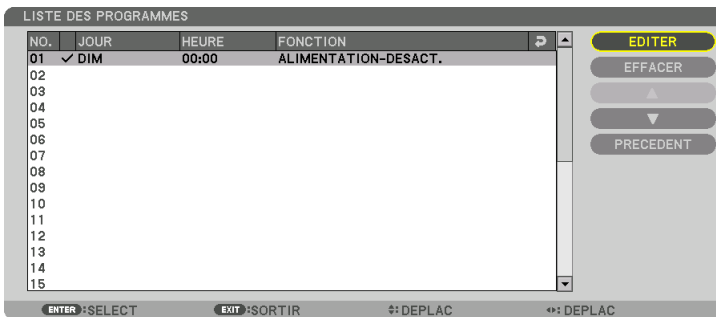 LISTE DES PROGRAMMES
NO. JOUR HEURE FONCTION
01 ✓ DIM 00:00 ALIMENTATION-DESACT.
02
03
04
05
06
07
08
09
10
11
12
13
14
15
EDITER
EFFACER
▲
▼
PRECEDENT
ENTER:SELECT EXIT:SORTIR :DEPLAC :DEPLAC